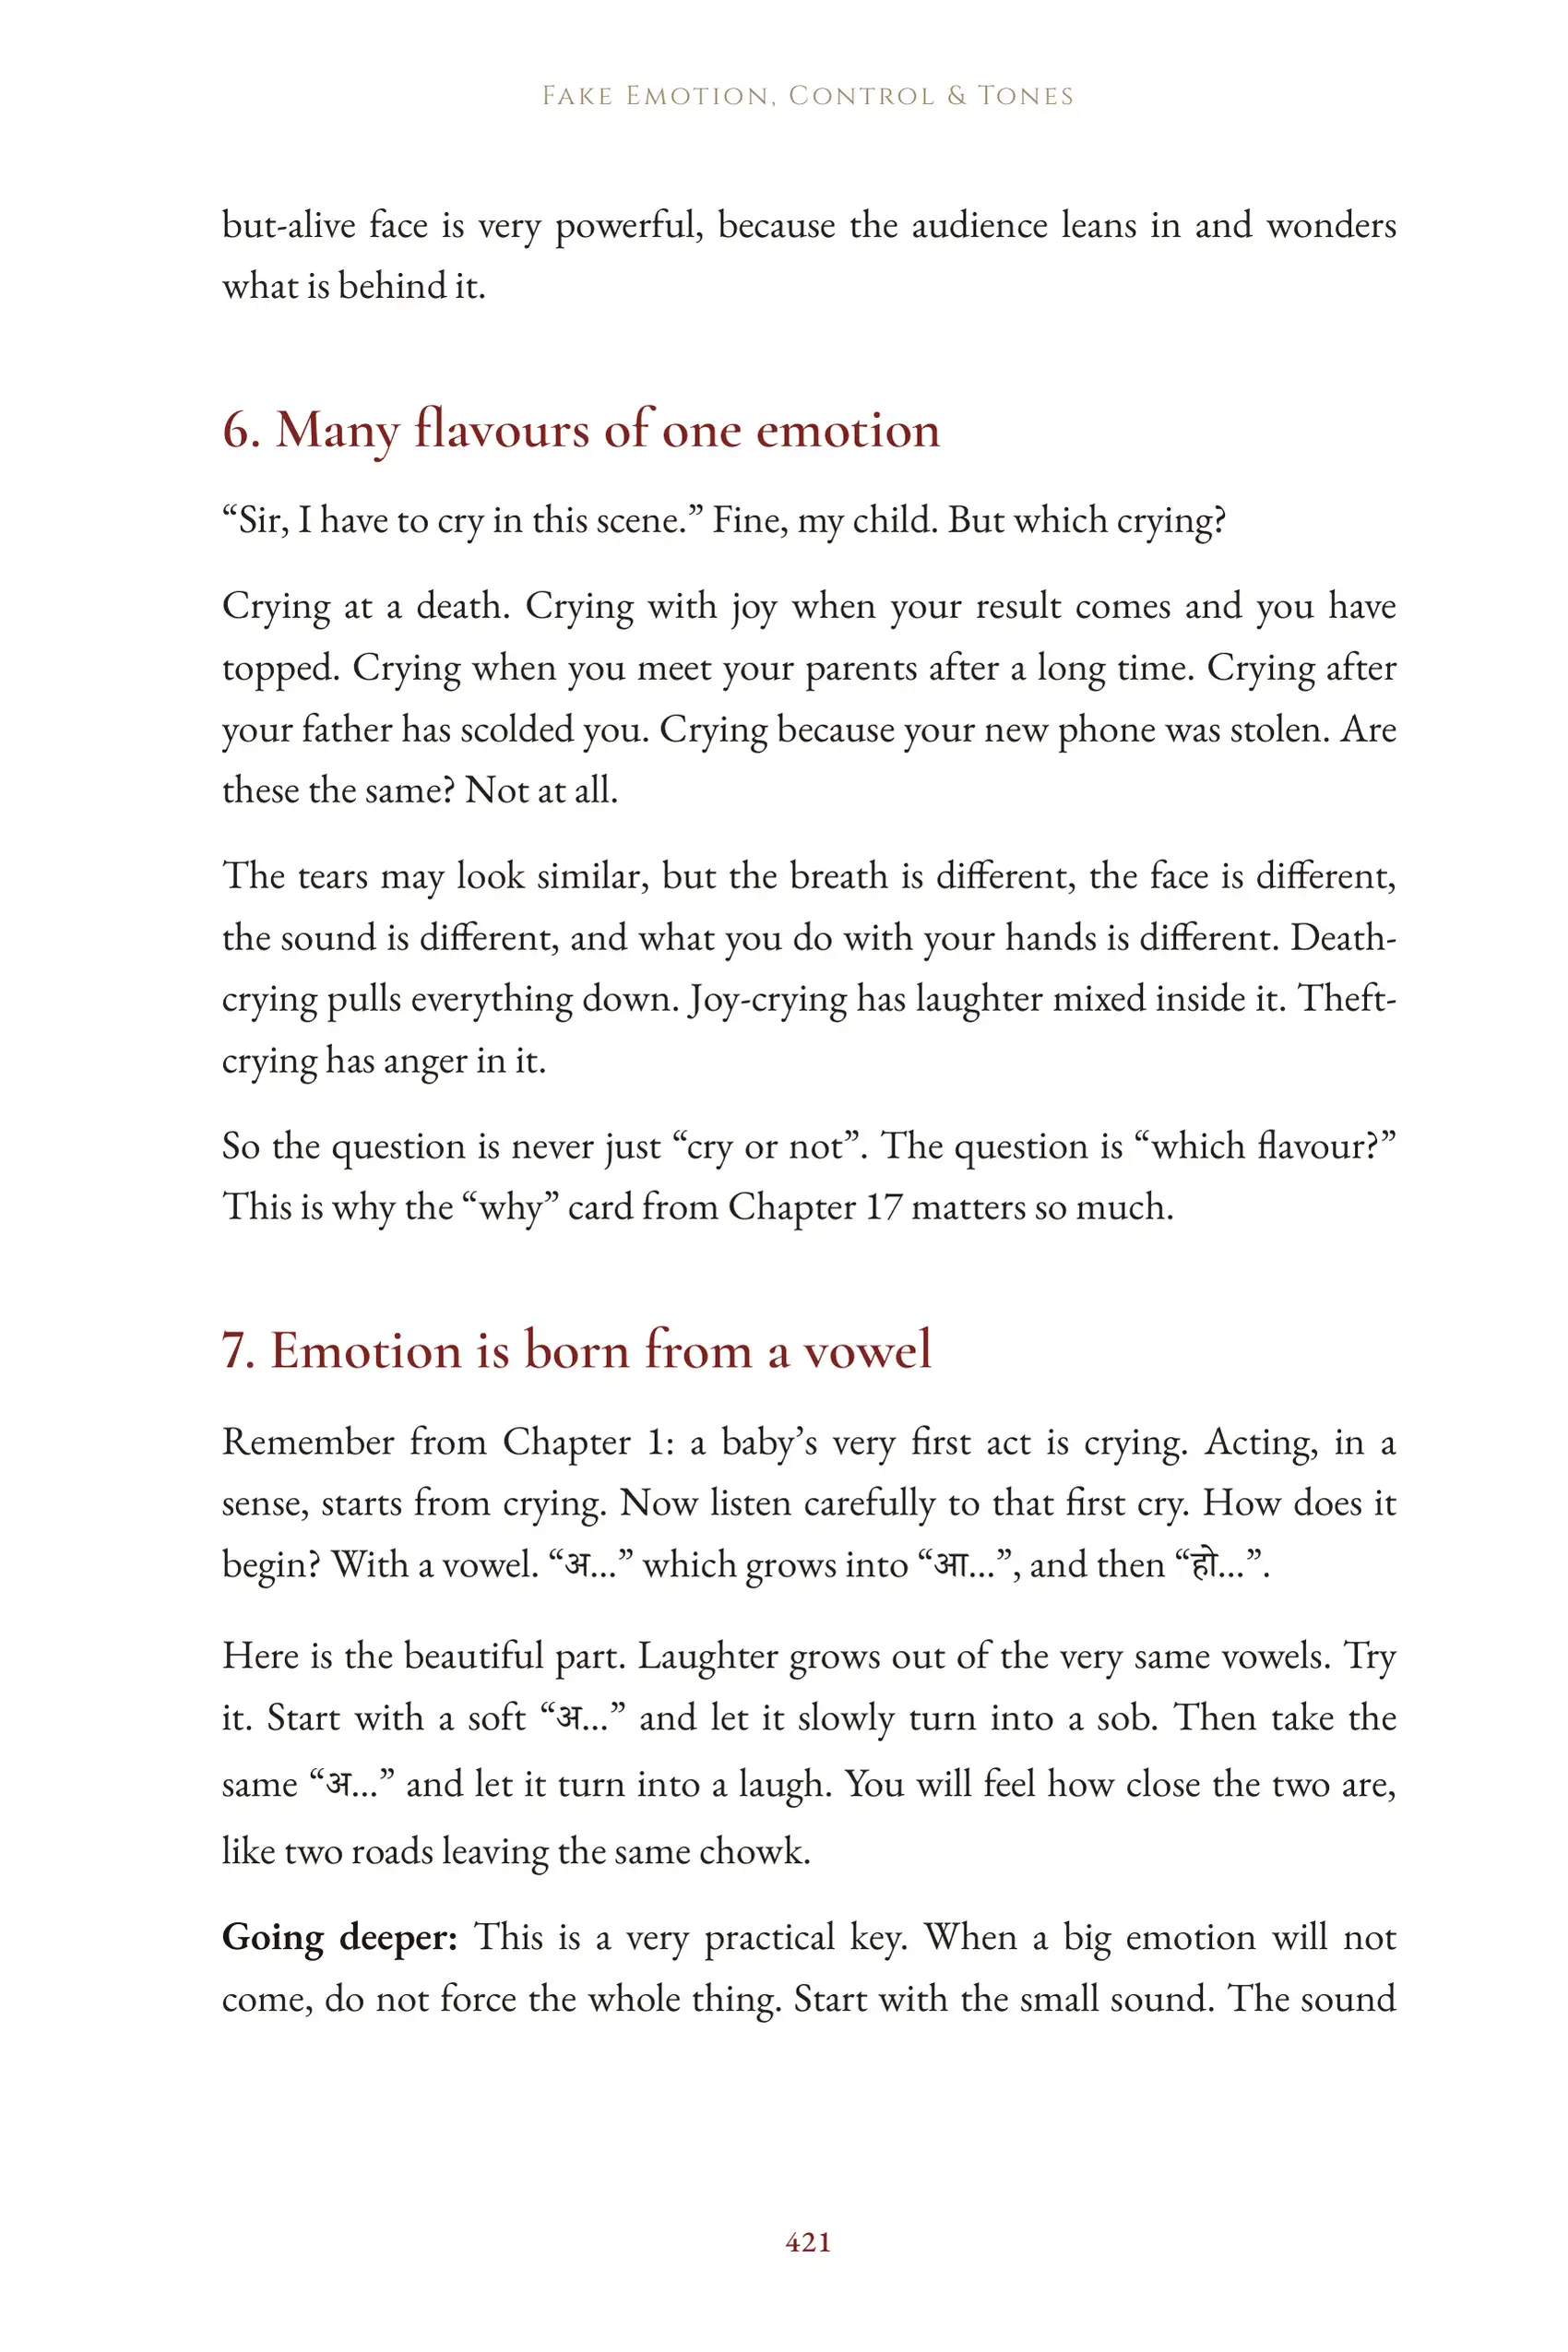 Fake Emotion, Control & Tones
but-alive face is very powerful, because the audience leans in and wonders
what is behind it.
6. Many flavours of one emotion
“Sir, I have to cry in this scene.” Fine, my child. But which crying?
Crying at a death. Crying with joy when your result comes and you have
topped. Crying when you meet your parents after a long time. Crying after
your father has scolded you. Crying because your new phone was stolen. Are
these the same? Not at all.
The tears may look similar, but the breath is different, the face is different,
the sound is different, and what you do with your hands is different. Death-
crying pulls everything down. Joy-crying has laughter mixed inside it. Theft-
crying has anger in it.
So the question is never just “cry or not”. The question is “which flavour?”
This is why the “why” card from Chapter 17 matters so much.
7. Emotion is born from a vowel
Remember from Chapter 1: a baby’s very first act is crying. Acting, in a
sense, starts from crying. Now listen carefully to that first cry. How does it
begin? With a vowel. “अ…” which grows into “आ…”, and then “हो…”.
Here is the beautiful part. Laughter grows out of the very same vowels. Try
it. Start with a soft “अ…” and let it slowly turn into a sob. Then take the
same “अ…” and let it turn into a laugh. You will feel how close the two are,
like two roads leaving the same chowk.
Going deeper: This is a very practical key. When a big emotion will not
come, do not force the whole thing. Start with the small sound. The sound
421